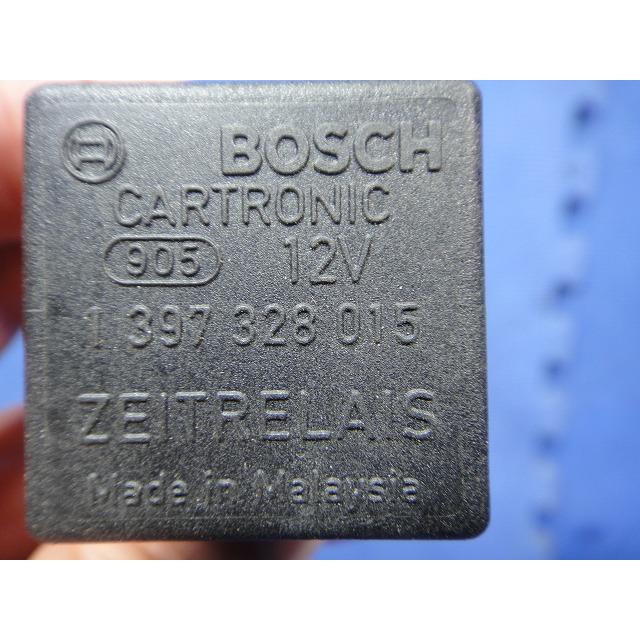 BOSCH
CARTRONIC
905 12V
1 397 328 015
ZEITRELAIS
Made in Malaysia